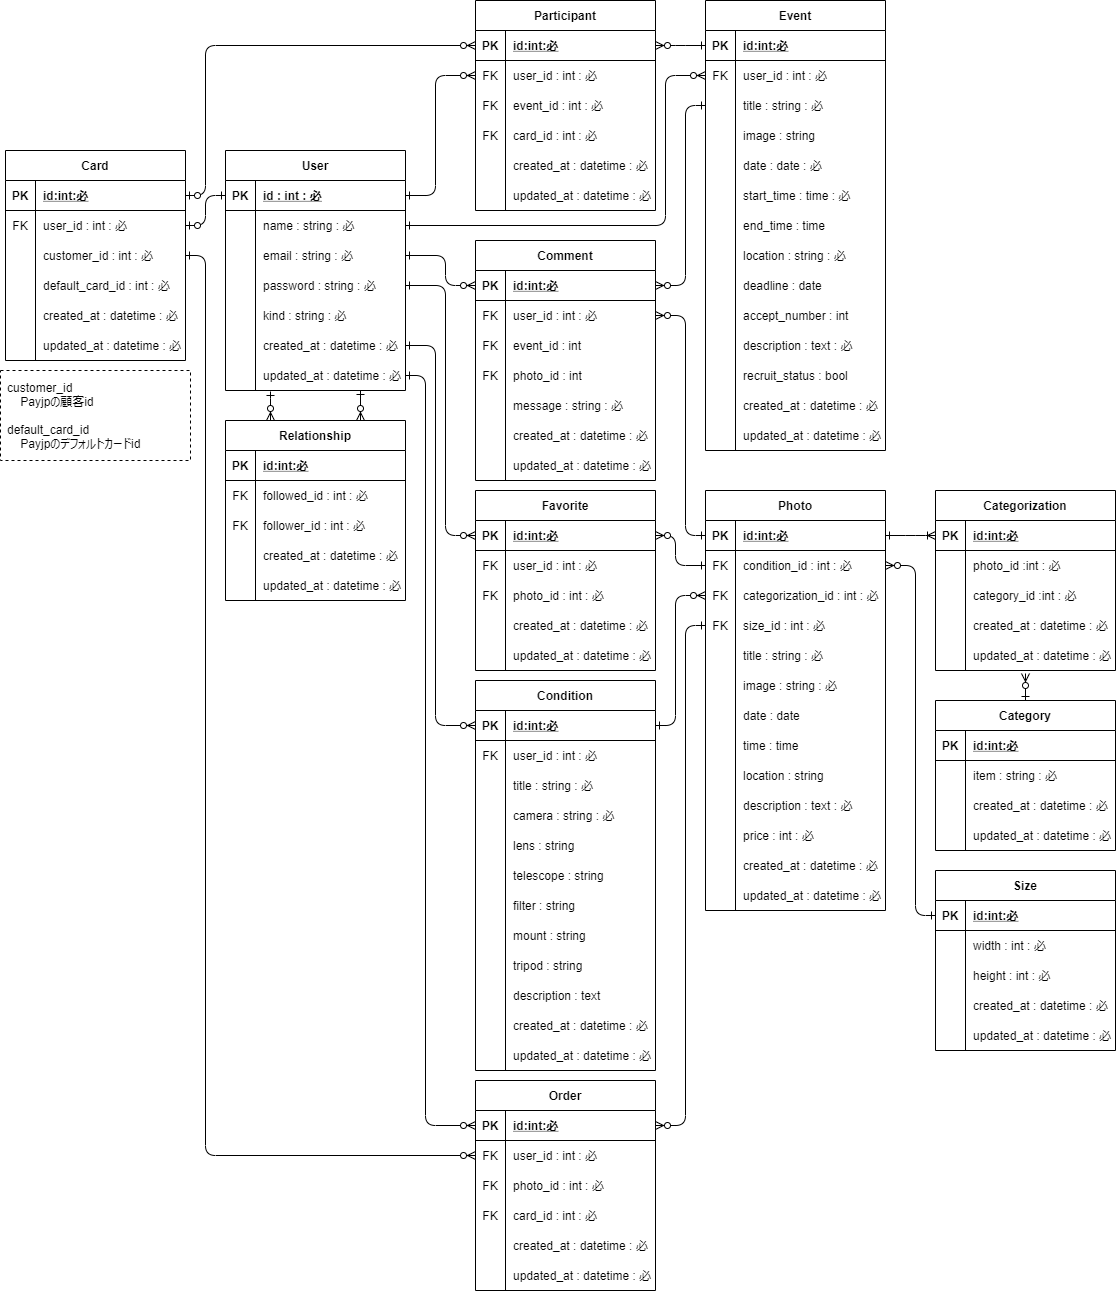 Participant
PK id:int:必
FK user_id : int : 必
FK event_id : int : 必
FK card_id : int : 必
created_at : datetime : 必
updated_at : datetime : 必
Event
PK id:int:必
FK user_id : int : 必
title : string : 必
image : string
date : date : 必
start_time : time : 必
end_time : time
location : string : 必
deadline : date
accept_number : int
description : text : 必
recruit_status : bool
created_at : datetime : 必
updated_at : datetime : 必
Card
PK id:int:必
FK user_id : int : 必
customer_id : int : 必
default_card_id : int : 必
created_at : datetime : 必
updated_at : datetime : 必
customer_id
Payjpの顧客id
default_card_id
Payjpのデフォルトカードid
User
PK id : int : 必
name : string : 必
email : string : 必
password : string : 必
kind : string : 必
created_at : datetime : 必
updated_at : datetime : 必
Relationship
PK id:int:必
FK followed_id : int : 必
FK follower_id : int : 必
created_at : datetime : 必
updated_at : datetime : 必
Comment
PK id:int:必
FK user_id : int : 必
FK event_id : int
FK photo_id : int
message : string : 必
created_at : datetime : 必
updated_at : datetime : 必
Favorite
PK id:int:必
FK user_id : int : 必
FK photo_id : int : 必
created_at : datetime : 必
updated_at : datetime : 必
Photo
PK id:int:必
FK condition_id : int : 必
FK categorization_id : int : 必
FK size_id : int : 必
title : string : 必
image : string : 必
date : date
time : time
location : string
description : text : 必
price : int : 必
created_at : datetime : 必
updated_at : datetime : 必
Categorization
PK id:int:必
photo_id :int : 必
category_id :int : 必
created_at : datetime : 必
updated_at : datetime : 必
Category
PK id:int:必
item : string : 必
created_at : datetime : 必
updated_at : datetime : 必
Size
PK id:int:必
width : int : 必
height : int : 必
created_at : datetime : 必
updated_at : datetime : 必
Condition
PK id:int:必
FK user_id : int : 必
title : string : 必
camera : string : 必
lens : string
telescope : string
filter : string
mount : string
tripod : string
description : text
created_at : datetime : 必
updated_at : datetime : 必
Order
PK id:int:必
FK user_id : int : 必
FK photo_id : int : 必
FK card_id : int : 必
created_at : datetime : 必
updated_at : datetime : 必